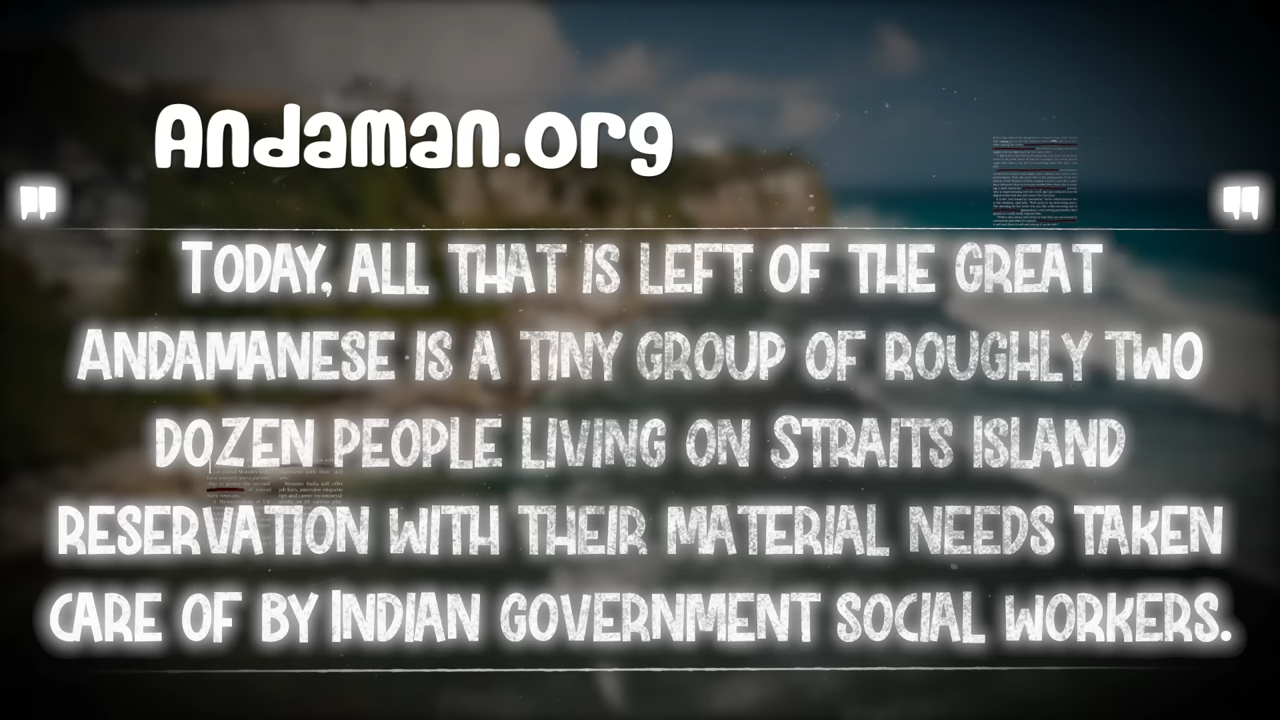 Andaman.org
"
"
Today, all that is left of the Great
Andamanese is a tiny group of roughly two
dozen people living on Straits Island
reservation with their material needs taken
care of by Indian government social workers.